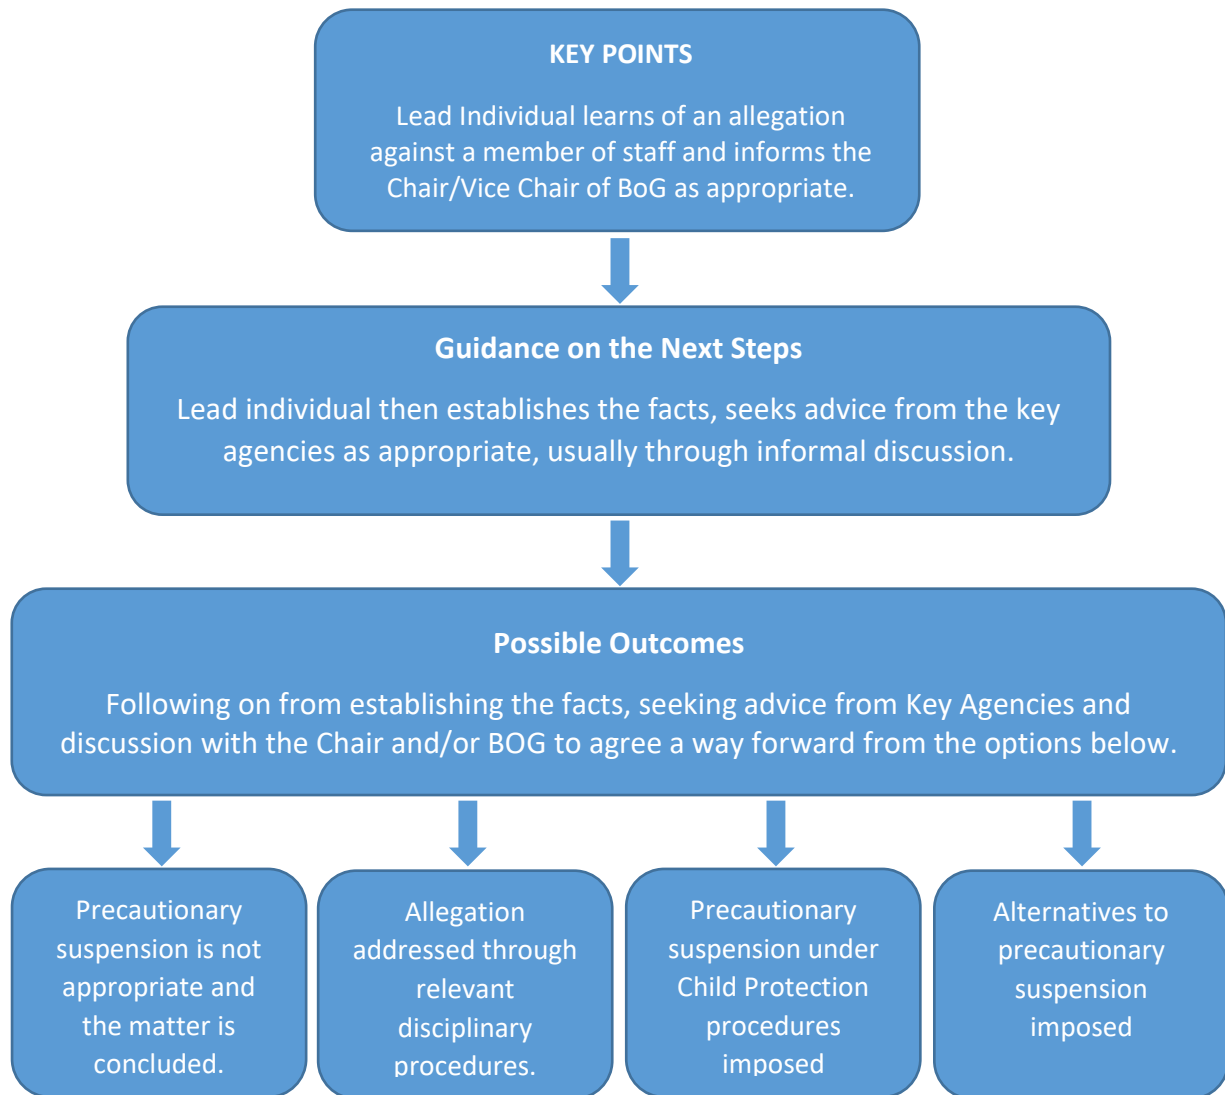 KEY POINTS
Lead Individual learns of an allegation
against a member of staff and informs the
Chair/Vice Chair of BoG as appropriate.
Guidance on the Next Steps
Lead individual then establishes the facts, seeks advice from the key
agencies as appropriate, usually through informal discussion.
Possible Outcomes
Following on from establishing the facts, seeking advice from Key Agencies and
discussion with the Chair and/or BOG to agree a way forward from the options below.
Precautionary
suspension is not
appropriate and
the matter is
concluded.
Allegation
addressed through
relevant
disciplinary
procedures.
Precautionary
suspension under
Child Protection
procedures
imposed
Alternatives to
precautionary
suspension
imposed